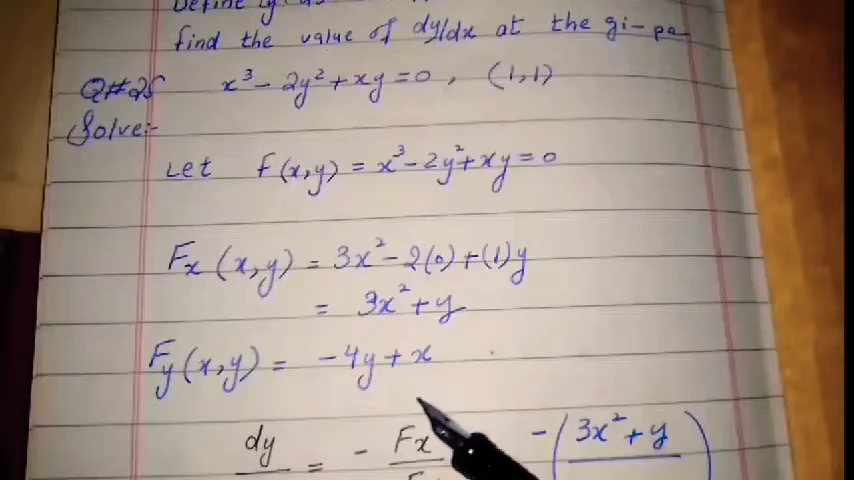 find the value of dy/dx at the gi-
Q#25 x³ - 2y² + xy = 0 , (1,1)
Solve:-
Let F(x,y) = x³ - 2y² + xy = 0
Fx (x,y) = 3x² - 2(0) + (1)y
= 3x² + y
Fy (x,y) = -4y + x
dy = - Fx -(3x² + y)